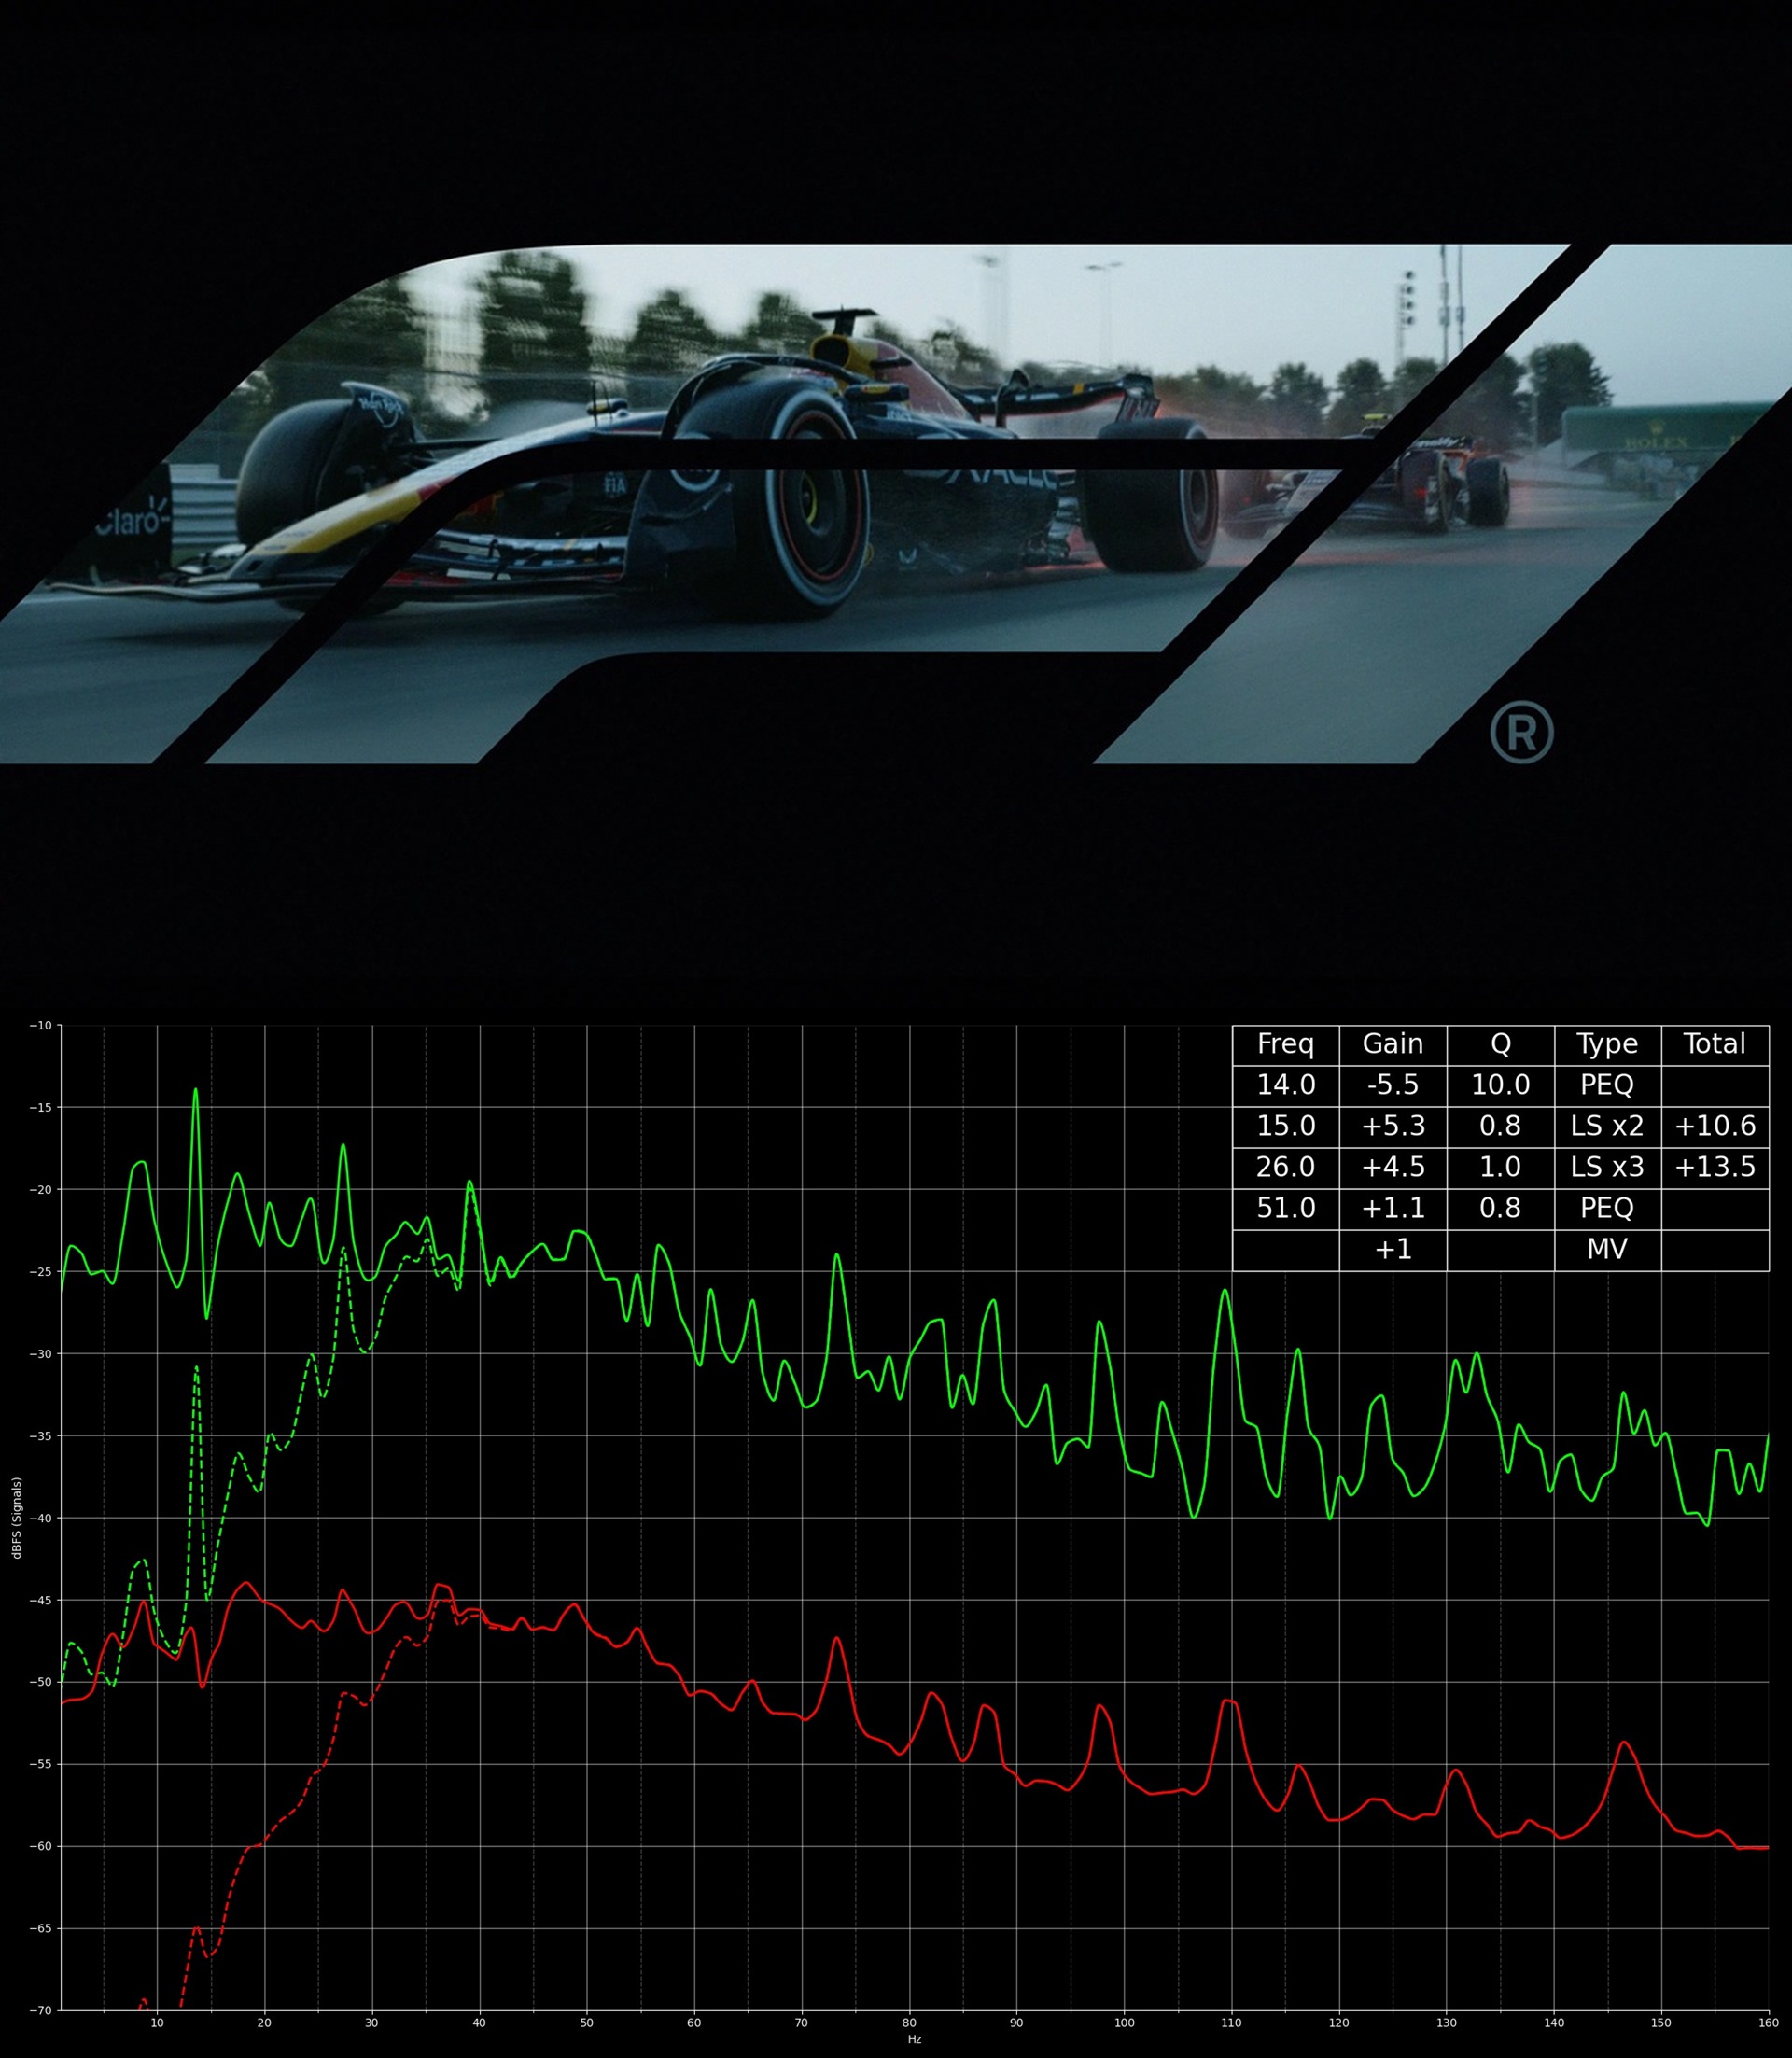 Claro-
FIA
ORACLE
ROLEX
®
Freq Gain Q Type Total
14.0 -5.5 10.0 PEQ
15.0 +5.3 0.8 LS x2 +10.6
26.0 +4.5 1.0 LS x3 +13.5
51.0 +1.1 0.8 PEQ
+1 MV
−10
−15
−20
−25
−30
−35
−40
−45
−50
−55
−60
−65
−70
dBFS (Signals)
10 20 30 40 50 60 70 80 90 100 110 120 130 140 150 160
Hz